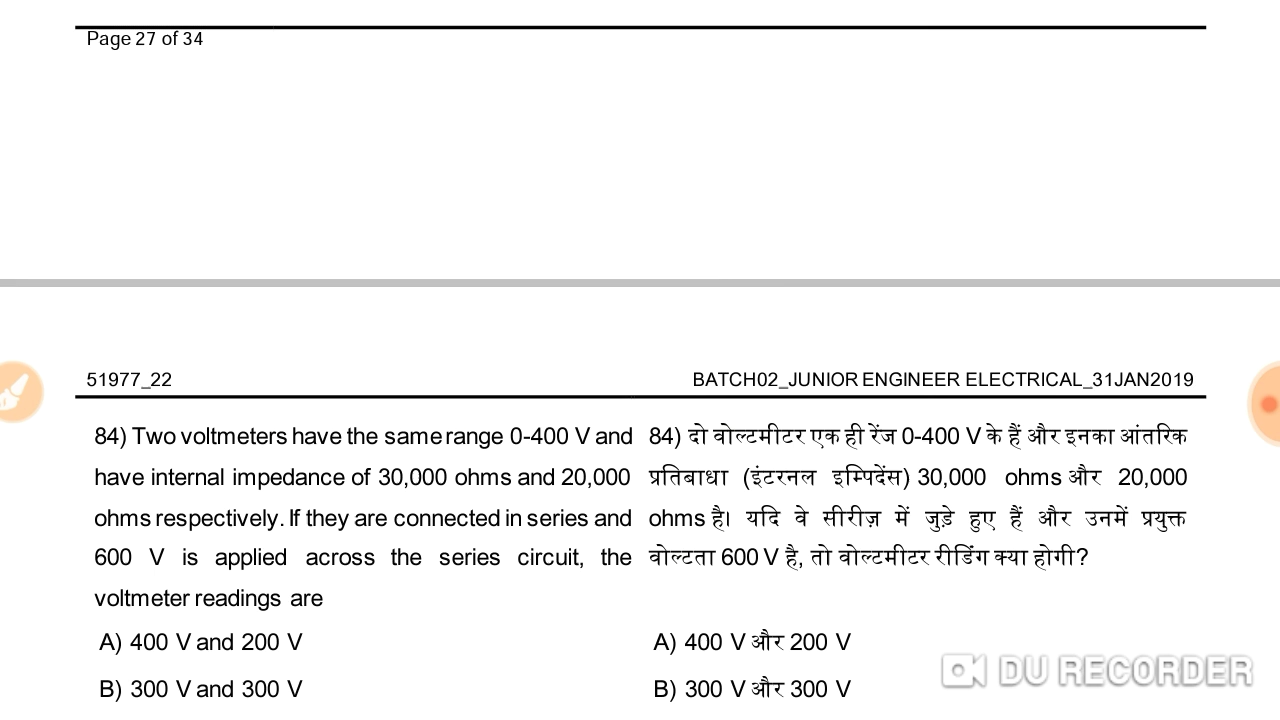 Page 27 of 34
51977_22
BATCH02_JUNIOR ENGINEER ELECTRICAL_31JAN2019
84) Two voltmeters have the same range 0-400 V and
have internal impedance of 30,000 ohms and 20,000
ohms respectively. If they are connected in series and
600 V is applied across the series circuit, the
voltmeter readings are
A) 400 V and 200 V
B) 300 V and 300 V
84) दो वोल्टमीटर एक ही रेंज 0-400 V के हैं और इनका आंतरिक
प्रतिबाधा (इंटरनल इम्पिदेंस) 30,000 ohms और 20,000
ohms है। यदि वे सीरीज़ में जुड़े हुए हैं और उनमें प्रयुक्त
वोल्टता 600 V है, तो वोल्टमीटर रीडिंग क्या होगी?
A) 400 V और 200 V
B) 300 V और 300 V
DU RECORDER